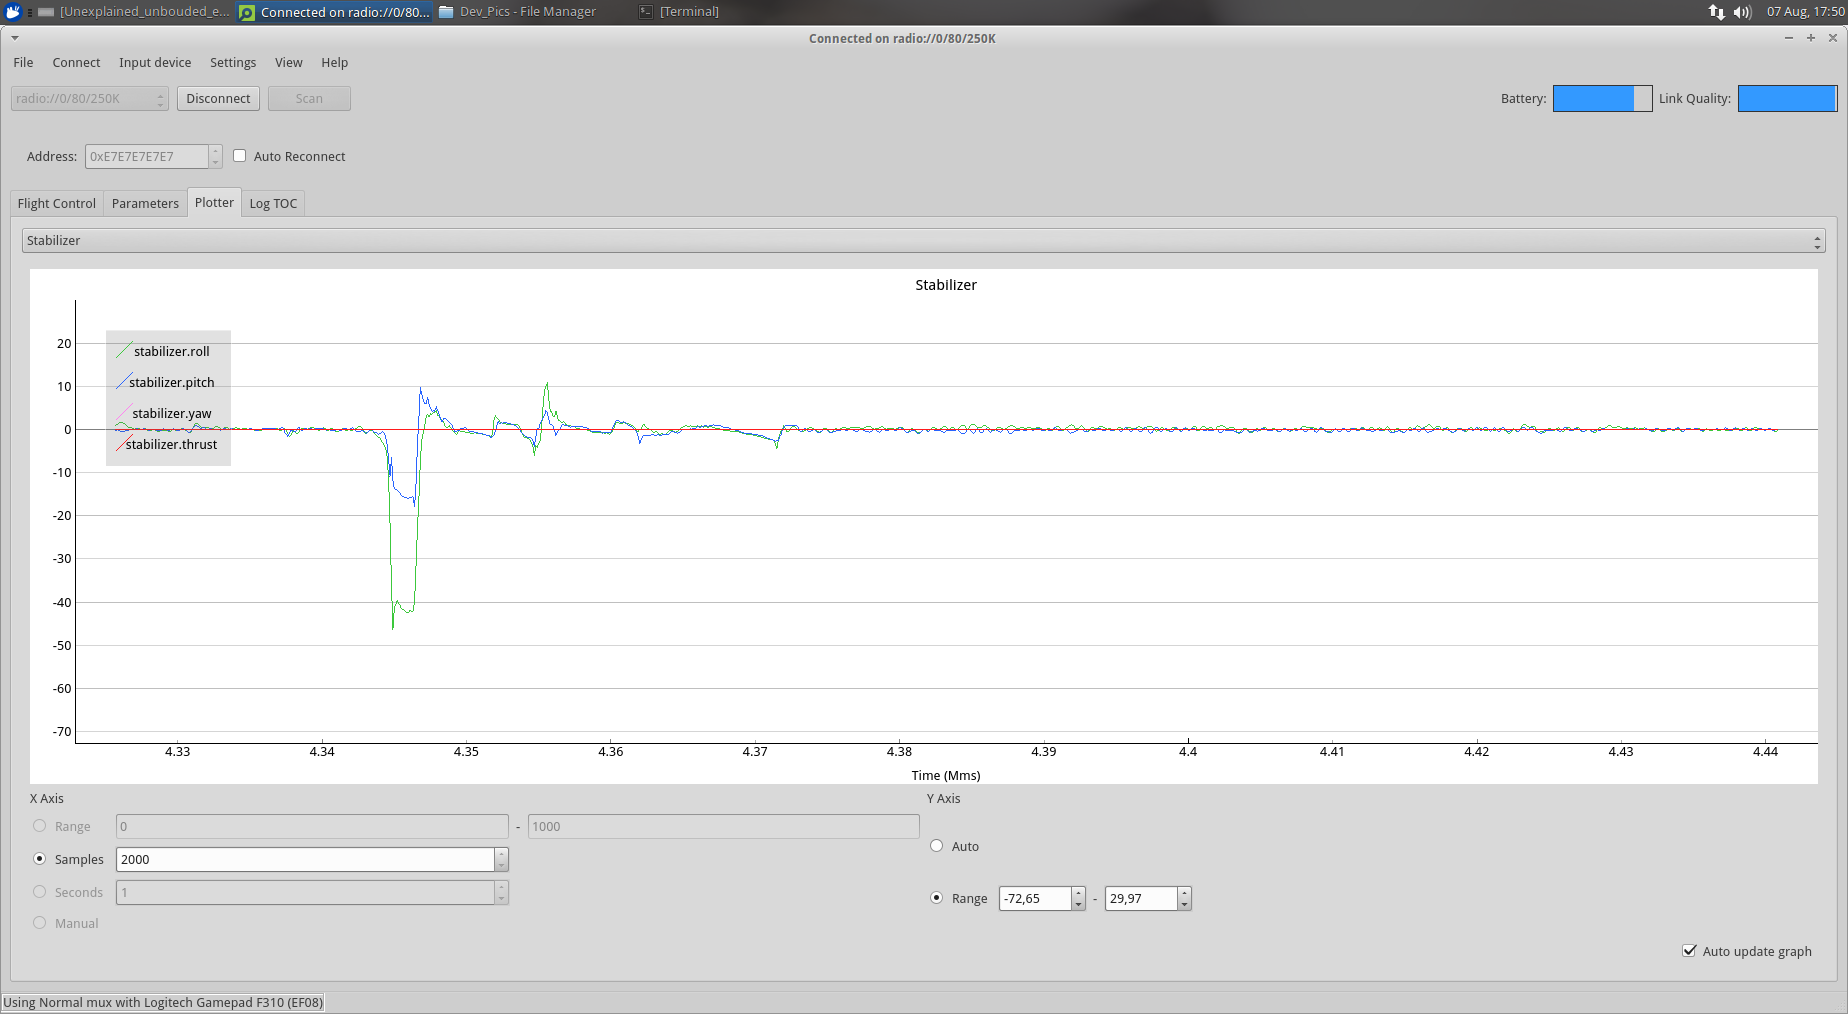 [Unexplained_unbouded_e... Connected on radio://0/80... Dev_Pics - File Manager [Terminal] 07 Aug, 17:50
Connected on radio://0/80/250K
File Connect Input device Settings View Help
radio://0/80/250K Disconnect Scan Battery: Link Quality:
Address: 0xE7E7E7E7E7 Auto Reconnect
Flight Control Parameters Plotter Log TOC
Stabilizer
Stabilizer
stabilizer.roll
stabilizer.pitch
stabilizer.yaw
stabilizer.thrust
20
10
0
-10
-20
-30
-40
-50
-60
-70
4.33 4.34 4.35 4.36 4.37 4.38 4.39 4.4 4.41 4.42 4.43 4.44
Time (Mms)
X Axis
Range 0 - 1000
Samples 2000
Seconds 1
Manual
Y Axis
Auto
Range -72,65 - 29,97
Auto update graph
Using Normal mux with Logitech Gamepad F310 (EF08)